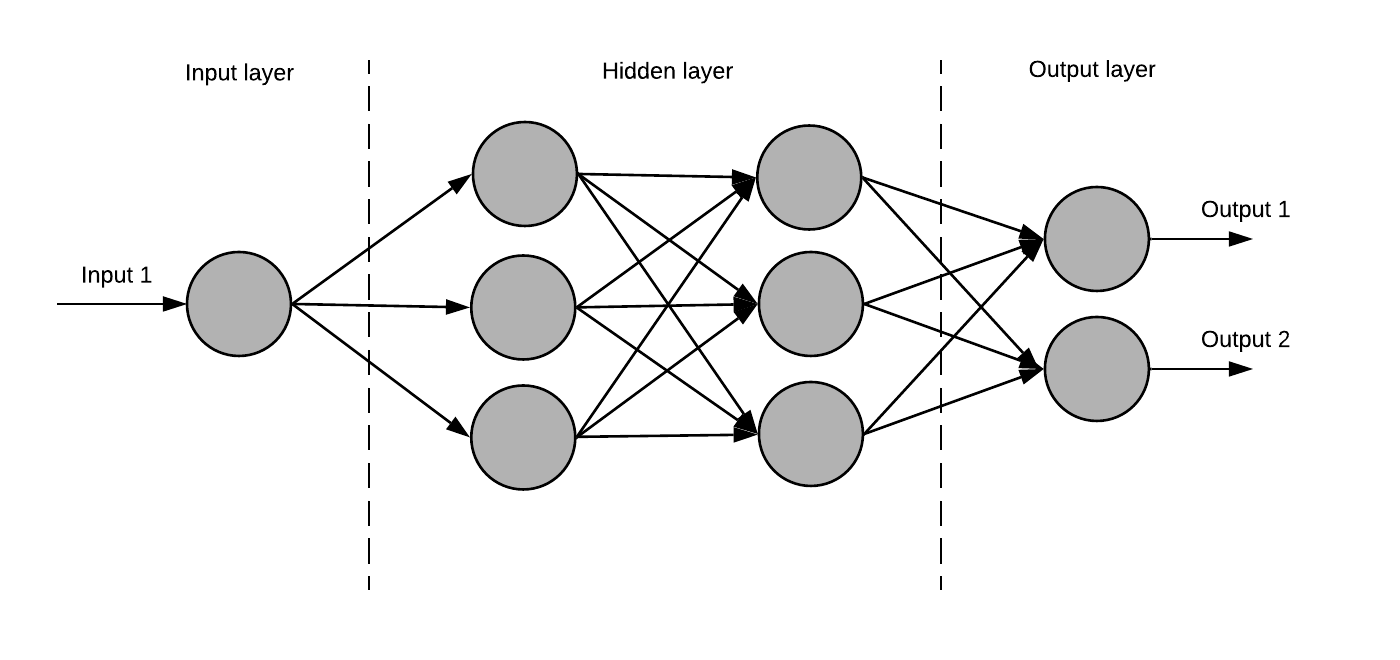 Input layer
Hidden layer
Output layer
Input 1
Output 1
Output 2